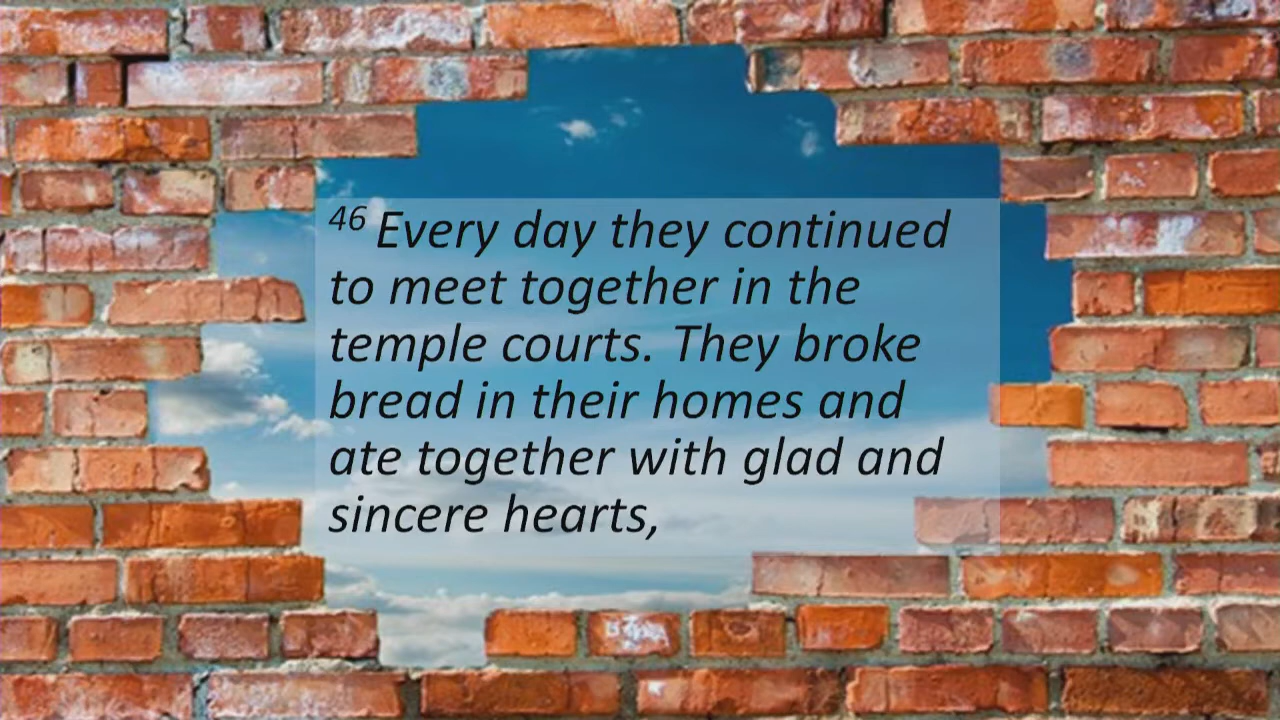 46 Every day they continued
to meet together in the
temple courts. They broke
bread in their homes and
ate together with glad and
sincere hearts,